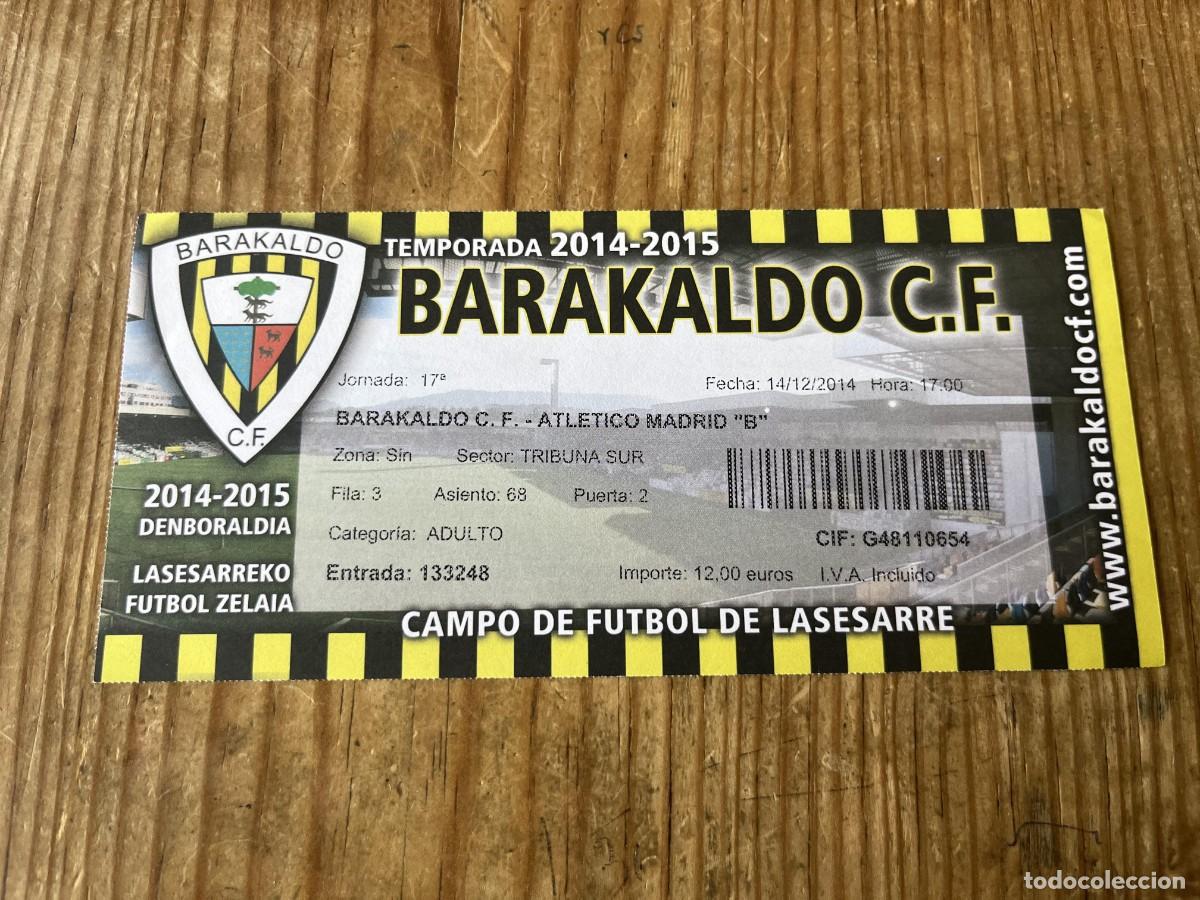 YCS
BARAKALDO
C.F.
TEMPORADA 2014-2015
BARAKALDO C.F.
Jornada: 17ª Fecha: 14/12/2014 Hora: 17:00
BARAKALDO C. F. - ATLETICO MADRID "B"
Zona: Sin Sector: TRIBUNA SUR
Fila: 3 Asiento: 68 Puerta: 2
Categoría: ADULTO CIF: G48110654
Entrada: 133248 Importe: 12,00 euros I.V.A. Incluido
2014-2015
DENBORALDIA
LASESARREKO
FUTBOL ZELAIA
CAMPO DE FUTBOL DE LASESARRE
www.barakaldocf.com
todocoleccion